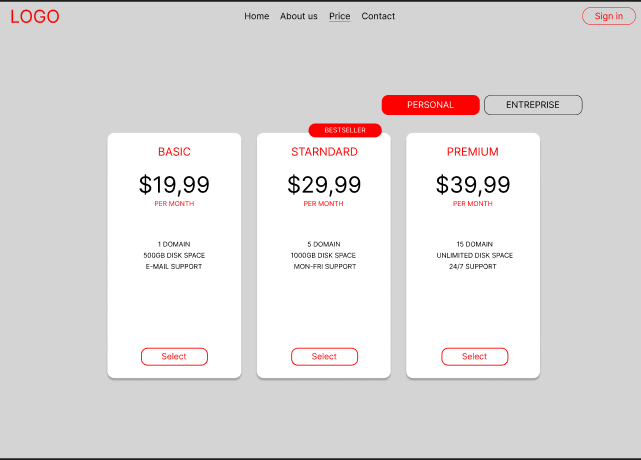 LOGO
Home About us Price Contact
Sign in
PERSONAL
ENTREPRISE
BESTSELLER
BASIC
$19,99
PER MONTH
1 DOMAIN
500GB DISK SPACE
E-MAIL SUPPORT
Select
STARNDARD
$29,99
PER MONTH
5 DOMAIN
1000GB DISK SPACE
MON-FRI SUPPORT
Select
PREMIUM
$39,99
PER MONTH
15 DOMAIN
UNLIMITED DISK SPACE
24/7 SUPPORT
Select